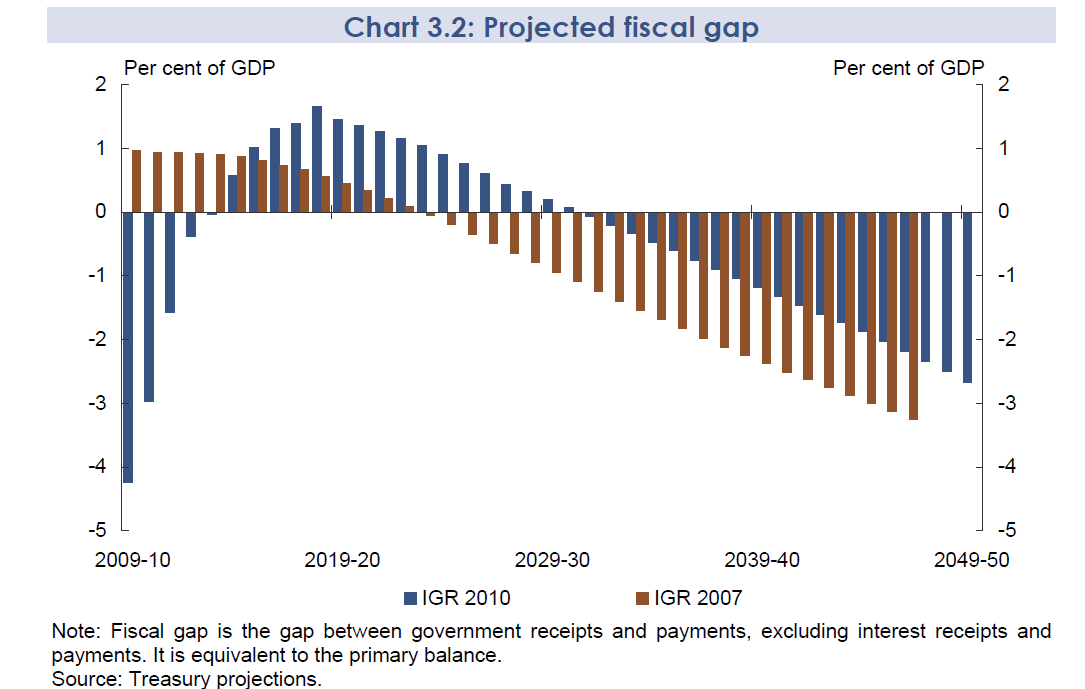 Chart 3.2: Projected fiscal gap
Per cent of GDP Per cent of GDP
2 2
1 1
0 0
-1 -1
-2 -2
-3 -3
-4 -4
-5 -5
2009-10 2019-20 2029-30 2039-40 2049-50
IGR 2010 IGR 2007
Note: Fiscal gap is the gap between government receipts and payments, excluding interest receipts and
payments. It is equivalent to the primary balance.
Source: Treasury projections.